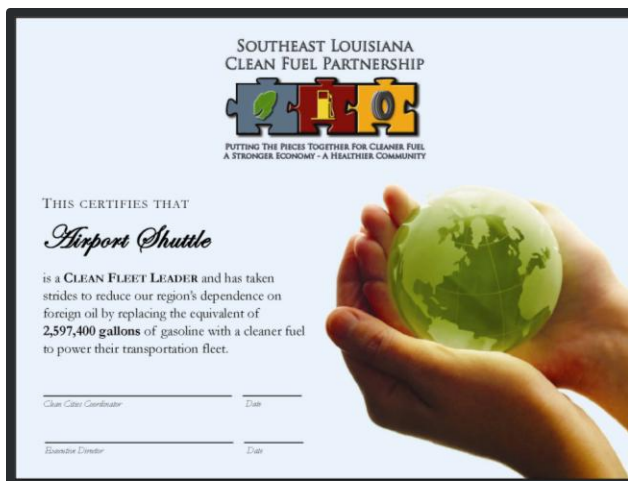 SOUTHEAST LOUISIANA
CLEAN FUEL PARTNERSHIP
PUTTING THE PIECES TOGETHER FOR CLEANER FUEL
A STRONGER ECONOMY - A HEALTHIER COMMUNITY
THIS CERTIFIES THAT
Airport Shuttle
is a CLEAN FLEET LEADER and has taken
strides to reduce our region's dependence on
foreign oil by replacing the equivalent of
2,597,400 gallons of gasoline with a cleaner fuel
to power their transportation fleet.
Clean Cities Coordinator Date
Executive Director Date